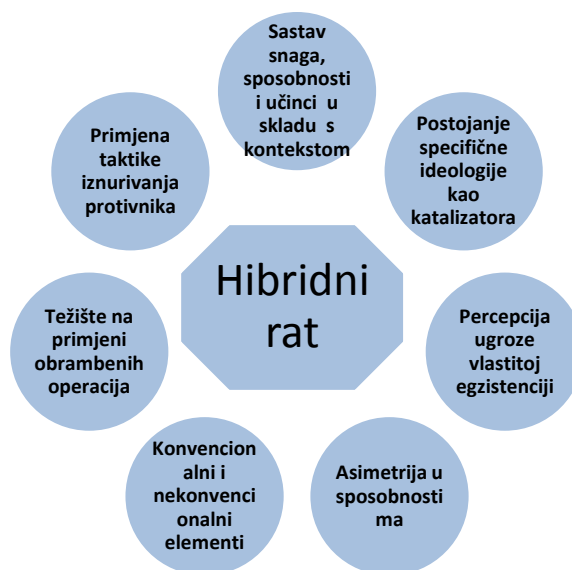 Sastav
snaga,
sposobnosti
i učinci u
skladu s
kontekstom
Postojanje
specifične
ideologije
kao
katalizatora
Percepcija
ugroze
vlastitoj
egzistenciji
Asimetrija u
sposobnosti
ma
Konvencion
alni i
nekonvenci
onalni
elementi
Težište na
primjeni
obrambenih
operacija
Primjena
taktike
iznurivanja
protivnika
Hibridni
rat